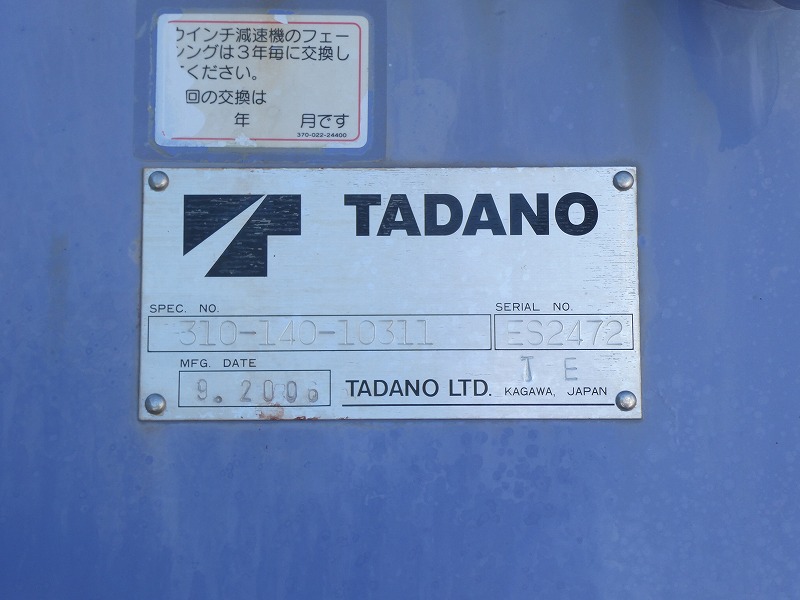 ウインチ減速機のフェー
シングは３年毎に交換し
てください。
回の交換は
年 月です
370-022-24400
TADANO
SPEC. NO. SERIAL NO.
310-140-10311 ES2472
MFG. DATE T E
9. 2006 TADANO LTD. KAGAWA, JAPAN